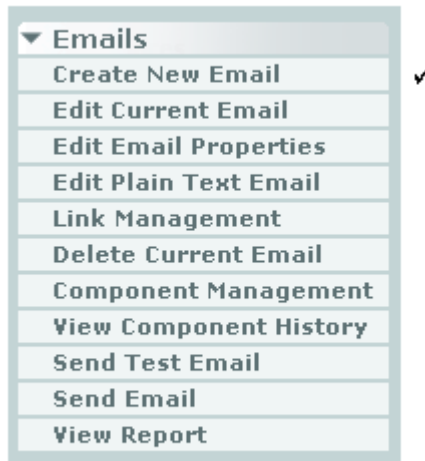 Emails
Create New Email
Edit Current Email
Edit Email Properties
Edit Plain Text Email
Link Management
Delete Current Email
Component Management
View Component History
Send Test Email
Send Email
View Report